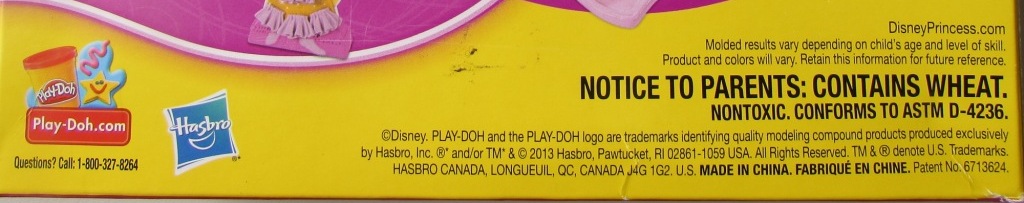 DisneyPrincess.com
Molded results vary depending on child's age and level of skill.
Product and colors will vary. Retain this information for future reference.
NOTICE TO PARENTS: CONTAINS WHEAT.
NONTOXIC. CONFORMS TO ASTM D-4236.
©Disney. PLAY-DOH and the PLAY-DOH logo are trademarks identifying quality modeling compound products produced exclusively
by Hasbro, Inc. ®* and/or TM* & © 2013 Hasbro, Pawtucket, RI 02861-1059 USA. All Rights Reserved. TM & ® denote U.S. Trademarks.
HASBRO CANADA, LONGUEUIL, QC, CANADA J4G 1G2. U.S. MADE IN CHINA. FABRIQUÉ EN CHINE. Patent No. 6713624.
Play-Doh
Play-Doh.com
Questions? Call: 1-800-327-8264
Hasbro
®*